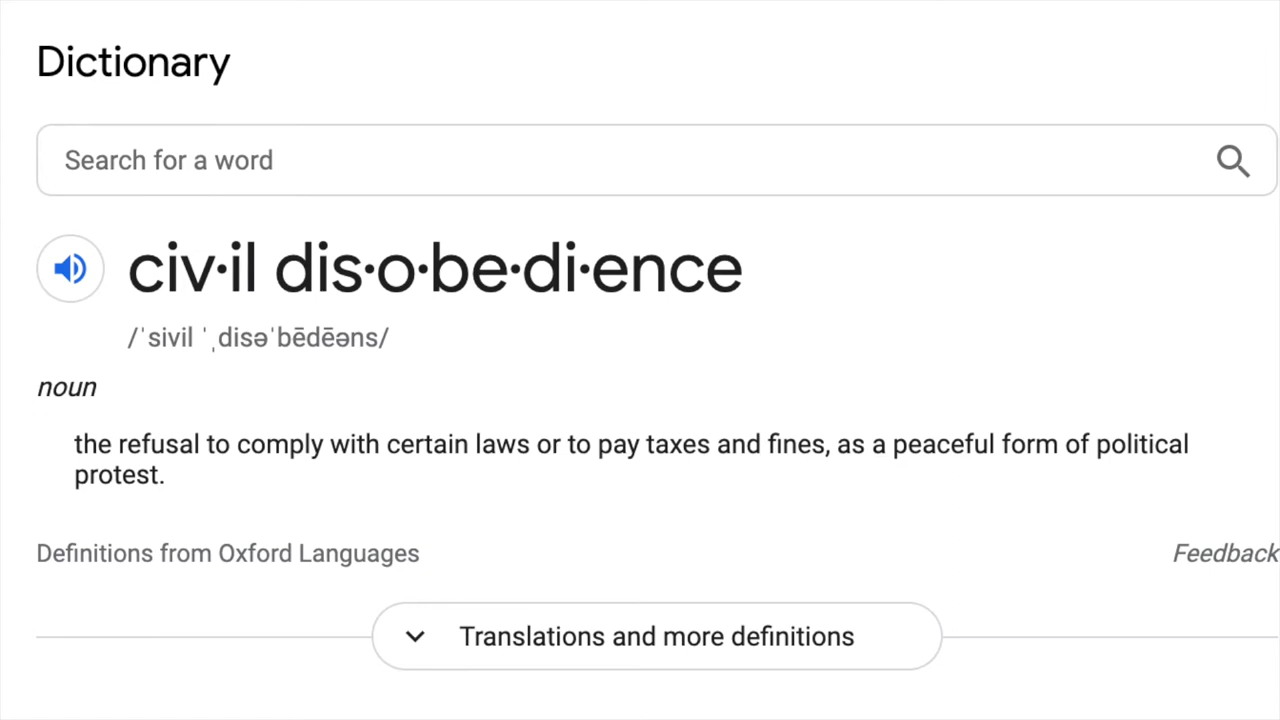 Dictionary
Search for a word
civ·il dis·o·be·di·ence
/ˈsivil ˈˌdisəˈbēdēəns/
noun
the refusal to comply with certain laws or to pay taxes and fines, as a peaceful form of political
protest.
Definitions from Oxford Languages
Feedback
Translations and more definitions